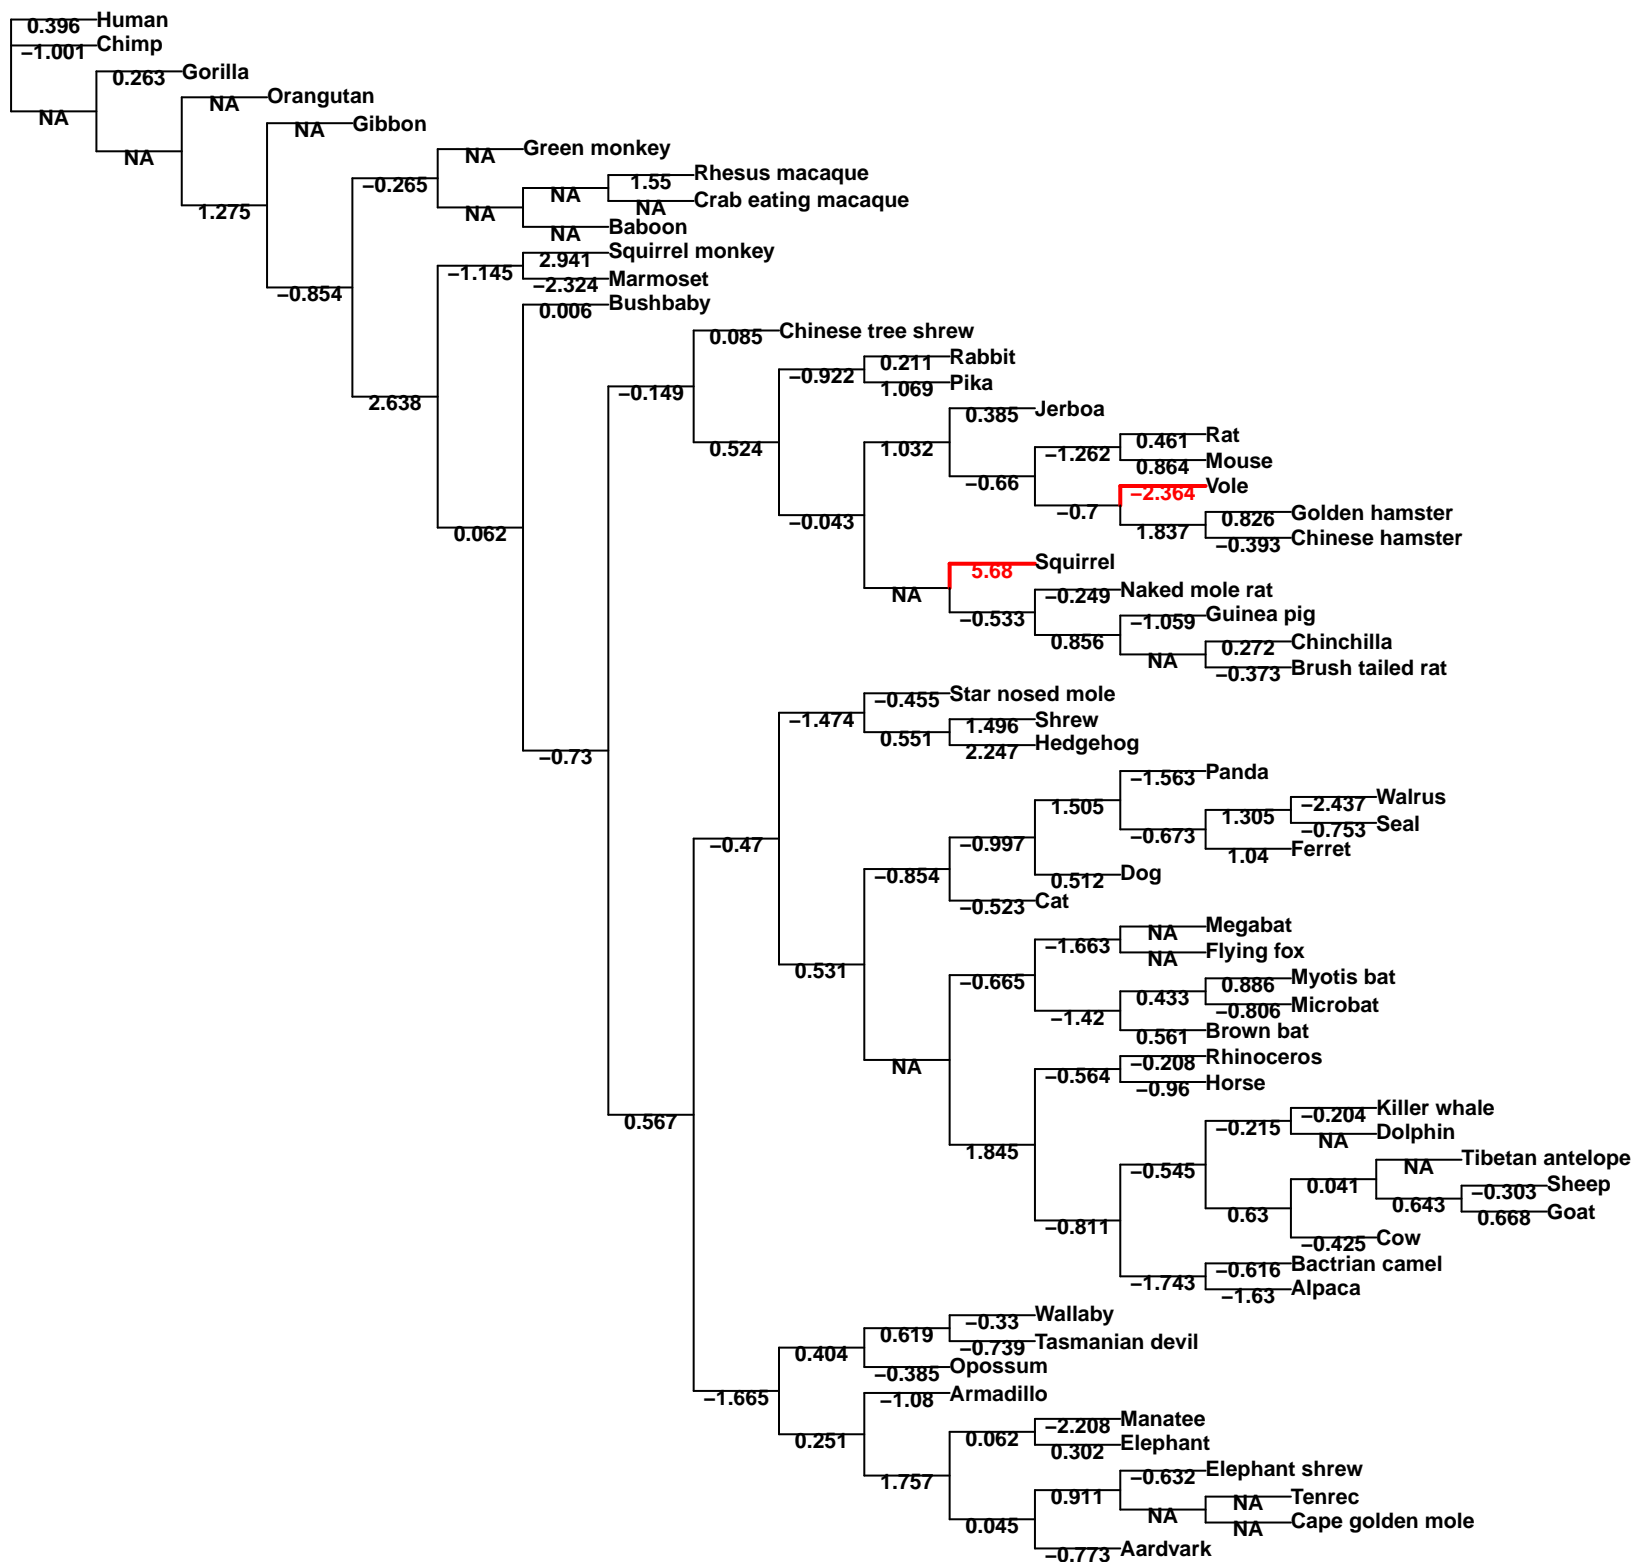 Human
0.396
Chimp
−1.001
Gorilla
0.263
Orangutan
NA
NA
Gibbon
NA
Green monkey
NA
NA
Rhesus macaque
1.55
−0.265
NA
Crab eating macaque
NA
1.275
NA
Baboon
NA
Squirrel monkey
2.941
−1.145
Marmoset
−2.324
−0.854
Bushbaby
0.006
Chinese tree shrew
0.085
Rabbit
0.211
−0.922
Pika
1.069
−0.149
2.638
Jerboa
0.385
Rat
0.461
0.524
1.032
−1.262
Mouse
0.864
−0.66
Vole
−2.364
−0.7
Golden hamster
0.826
−0.043
0.062
1.837
Chinese hamster
−0.393
Squirrel
5.68
Naked mole rat
−0.249
NA
Guinea pig
−1.059
−0.533
0.856
Chinchilla
0.272
NA
Brush tailed rat
−0.373
Star nosed mole
−0.455
−1.474
Shrew
1.496
0.551
Hedgehog
2.247
−0.73
Panda
−1.563
Walrus
−2.437
1.505
1.305
Seal
−0.753
−0.673
Ferret
1.04
−0.47
−0.997
−0.854
Dog
0.512
Cat
−0.523
Megabat
NA
−1.663
Flying fox
NA
0.531
−0.665
Myotis bat
0.886
0.433
Microbat
−0.806
−1.42
Brown bat
0.561
NA
Rhinoceros
−0.208
−0.564
Horse
−0.96
Killer whale
−0.204
0.567
−0.215
Dolphin
NA
1.845
Tibetan antelope
NA
−0.545
0.041
Sheep
−0.303
0.643
Goat
0.668
−0.811
0.63
Cow
−0.425
Bactrian camel
−0.616
−1.743
Alpaca
−1.63
Wallaby
−0.33
0.619
Tasmanian devil
−0.739
0.404
Opossum
−0.385
−1.665
Armadillo
−1.08
Manatee
−2.208
0.251
0.062
Elephant
0.302
Elephant shrew
−0.632
1.757
0.911
Tenrec
NA
NA
Cape golden mole
NA
0.045
Aardvark
−0.773